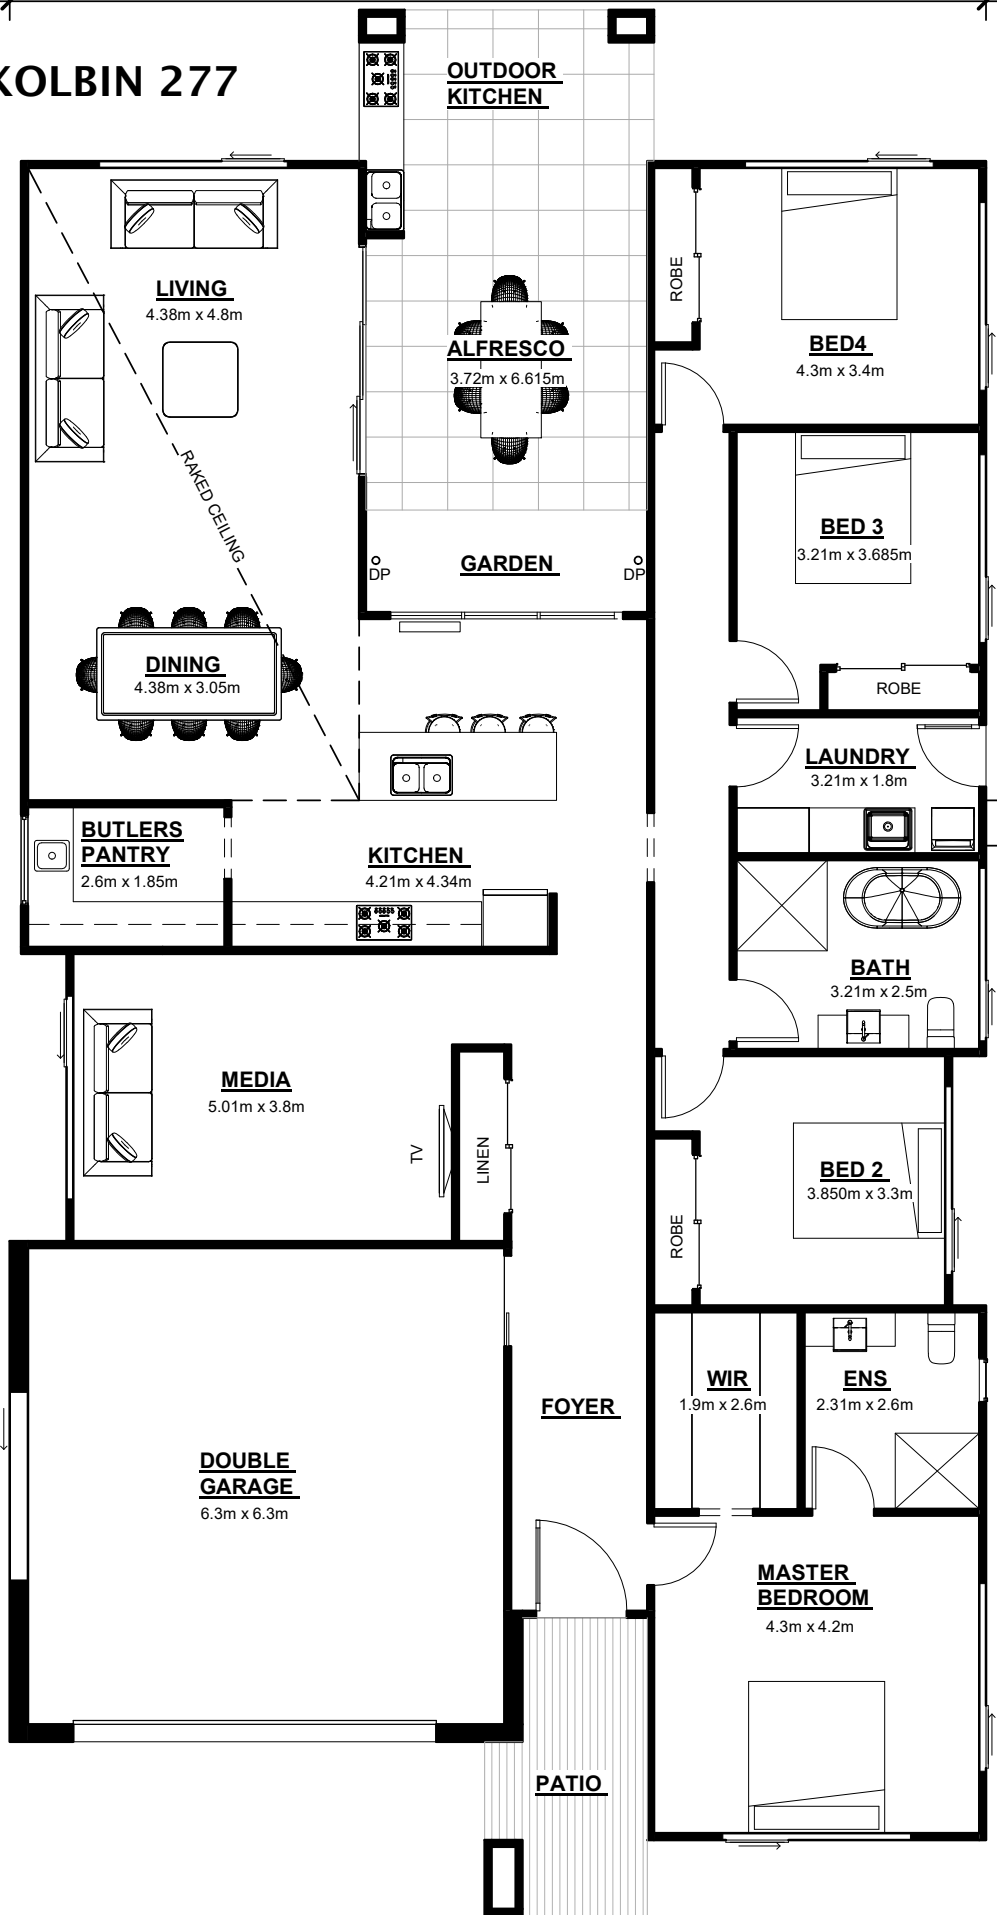 KOLBIN 277
OUTDOOR
KITCHEN
LIVING
4.38m x 4.8m
ROBE
ALFRESCO
3.72m x 6.615m
BED4
4.3m x 3.4m
RAKED CEILING
BED 3
3.21m x 3.685m
GARDEN
DP
DP
DINING
4.38m x 3.05m
ROBE
LAUNDRY
3.21m x 1.8m
BUTLERS
PANTRY
2.6m x 1.85m
KITCHEN
4.21m x 4.34m
BATH
3.21m x 2.5m
MEDIA
5.01m x 3.8m
TV
LINEN
BED 2
3.850m x 3.3m
ROBE
WIR
1.9m x 2.6m
ENS
2.31m x 2.6m
FOYER
DOUBLE
GARAGE
6.3m x 6.3m
MASTER
BEDROOM
4.3m x 4.2m
PATIO